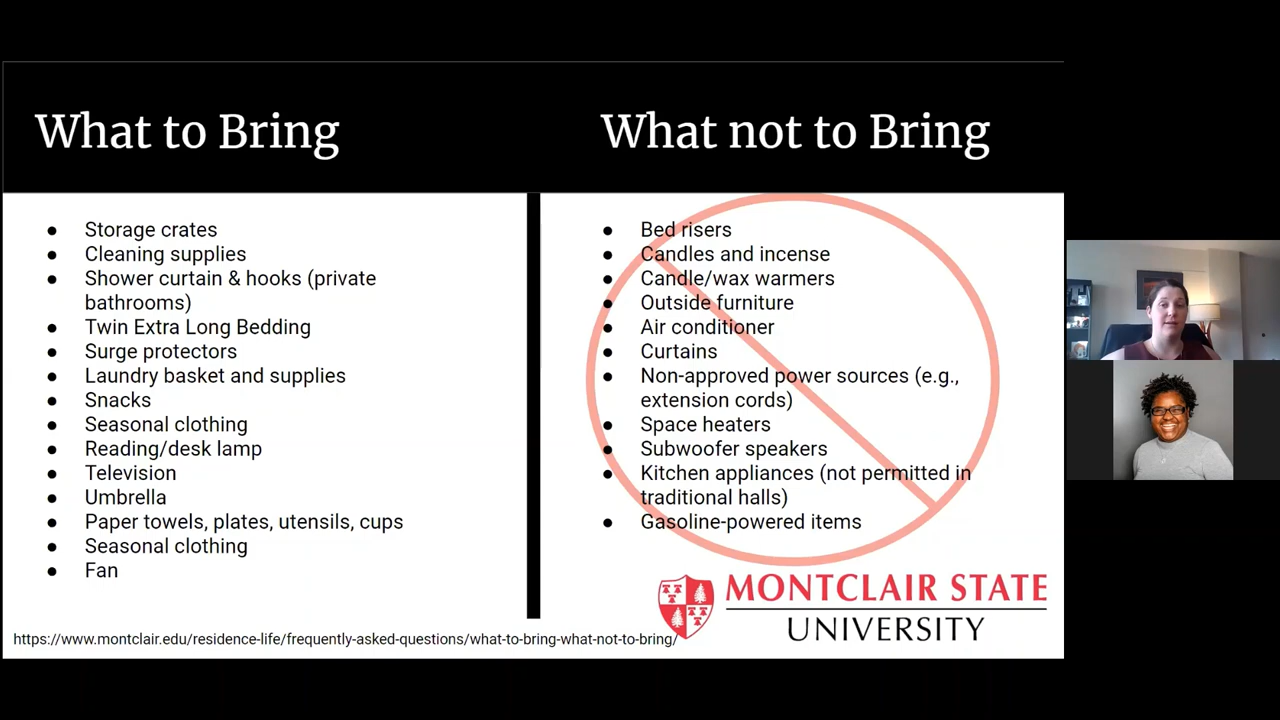 What to Bring
What not to Bring
● Storage crates
● Cleaning supplies
● Shower curtain & hooks (private
bathrooms)
● Twin Extra Long Bedding
● Surge protectors
● Laundry basket and supplies
● Snacks
● Seasonal clothing
● Reading/desk lamp
● Television
● Umbrella
● Paper towels, plates, utensils, cups
● Seasonal clothing
● Fan
● Bed risers
● Candles and incense
● Candle/wax warmers
● Outside furniture
● Air conditioner
● Curtains
● Non-approved power sources (e.g.,
extension cords)
● Space heaters
● Subwoofer speakers
● Kitchen appliances (not permitted in
traditional halls)
● Gasoline-powered items
MONTCLAIR STATE
UNIVERSITY
https://www.montclair.edu/residence-life/frequently-asked-questions/what-to-bring-what-not-to-bring/